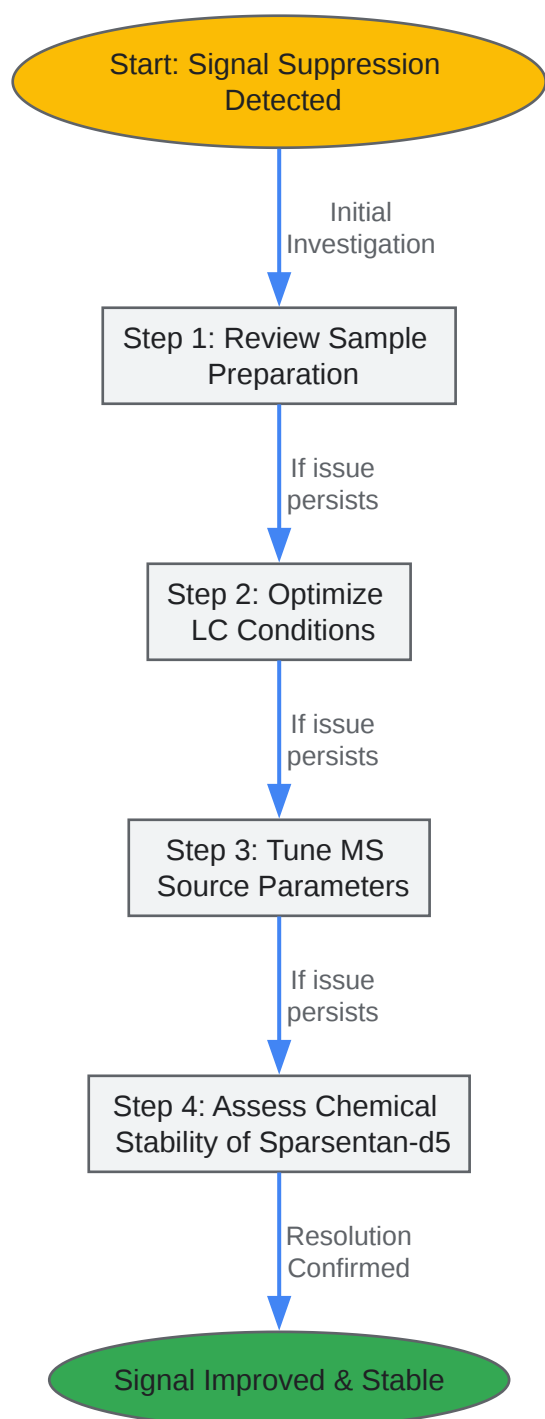 Start: Signal Suppression
Detected
Initial
Investigation
Step 1: Review Sample
Preparation
If issue
persists
Step 2: Optimize
LC Conditions
If issue
persists
Step 3: Tune MS
Source Parameters
If issue
persists
Step 4: Assess Chemical
Stability of Sparsentan-d5
Resolution
Confirmed
Signal Improved & Stable